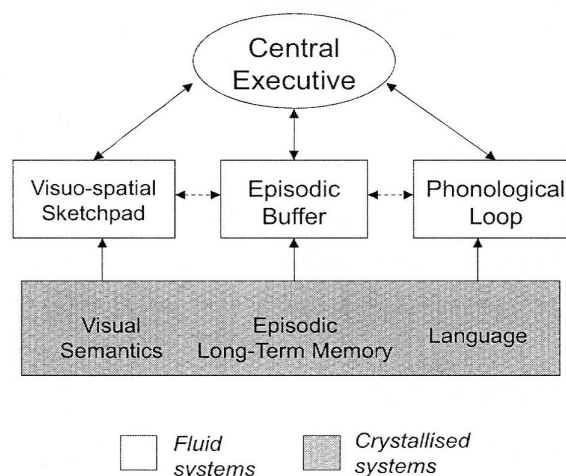 Central
Executive
Visuo-spatial
Sketchpad
Episodic
Buffer
Phonological
Loop
Visual
Semantics
Episodic
Long-Term Memory
Language
Fluid
systems
Crystallised
systems